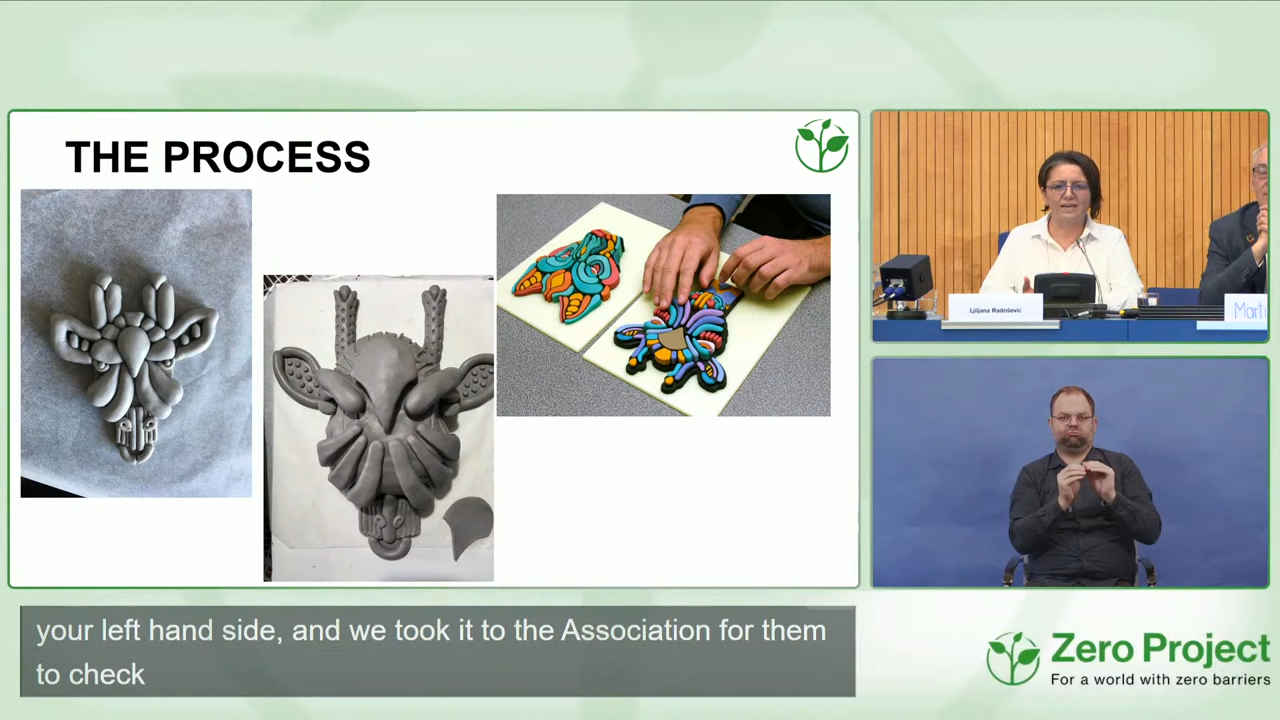 THE PROCESS
Ljiljana Radošević
Marti
your left hand side, and we took it to the Association for them
to check
Zero Project
For a world with zero barriers